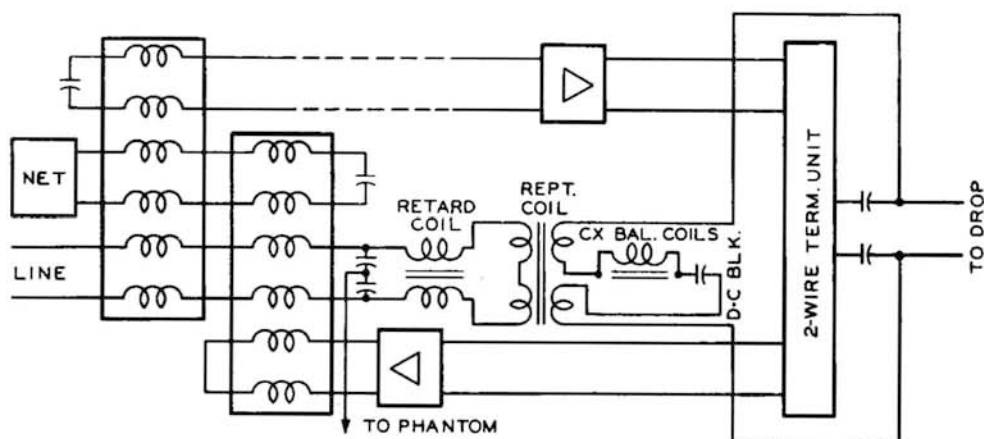 NET
LINE
RETARD
COIL
REPT.
COIL
CX BAL. COILS
D-C BLK.
2-WIRE TERM. UNIT
TO DROP
TO PHANTOM